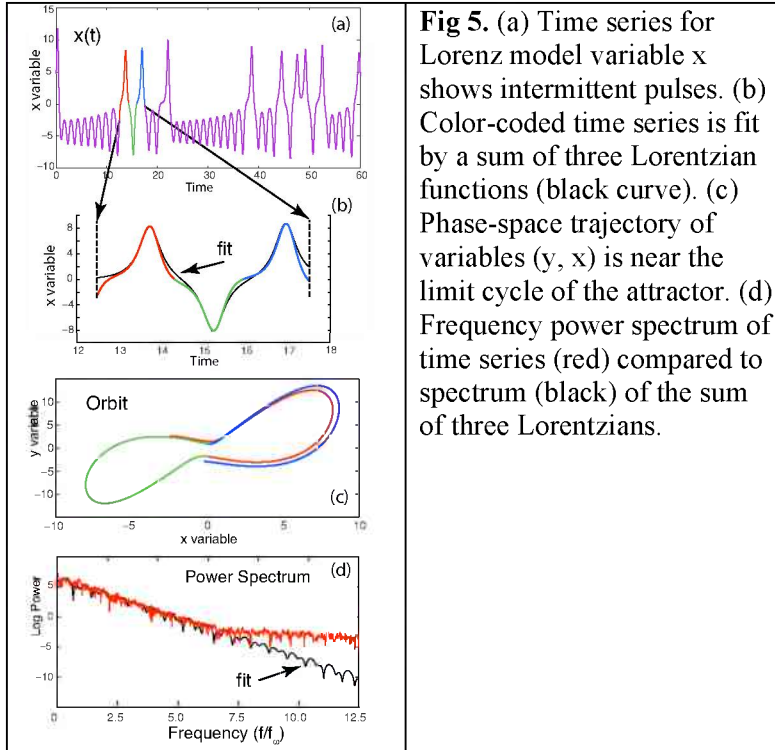 (a)
x(t)
x variable
15
10
5
0
-5
-10
0 10 20 30 40 50 60
Time
(b)
fit
x variable
8
4
0
-4
-8
12 13 14 15 16 17 18
Time
Orbit
y variable
10
5
0
-5
-10
(c)
-10 -5 0 5 10
x variable
(d)
Power Spectrum
Log Power
5
0
-5
-10
fit
0 2.5 5.0 7.5 10.0 12.5
Fig 5. (a) Time series for
Lorenz model variable x
shows intermittent pulses. (b)
Color-coded time series is fit
by a sum of three Lorentzian
functions (black curve). (c)
Phase-space trajectory of
variables (y, x) is near the
limit cycle of the attractor. (d)
Frequency power spectrum of
time series (red) compared to
spectrum (black) of the sum
of three Lorentzians.
Frequency (f/fω)